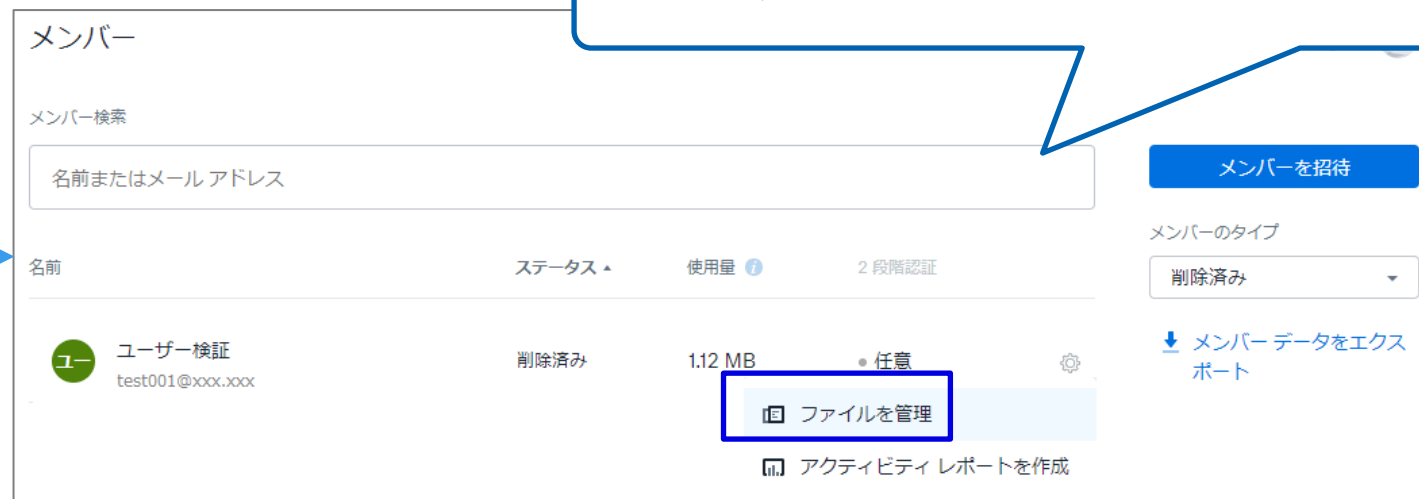 メンバー
メンバー検索
名前またはメール アドレス
メンバーを招待
メンバーのタイプ
削除済み
メンバー データをエクス
ポート
名前 ステータス 使用量 2 段階認証
ユー ユーザー検証 削除済み 1.12 MB 任意
test001@xxx.xxx
ファイルを管理
アクティビティ レポートを作成